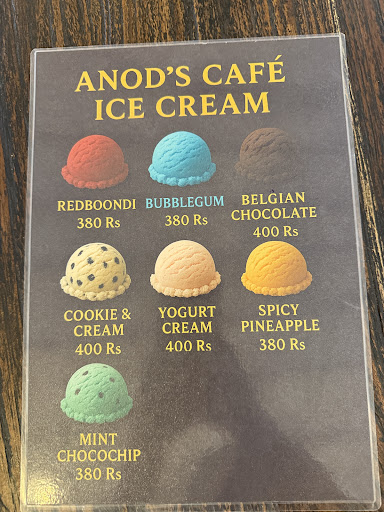 ANOD'S CAFÉ
ICE CREAM
REDBOONDI
380 Rs
BUBBLEGUM
380 Rs
BELGIAN
CHOCOLATE
400 Rs
COOKIE &
CREAM
400 Rs
YOGURT
CREAM
400 Rs
SPICY
PINEAPPLE
380 Rs
MINT
CHOCOCHIP
380 Rs